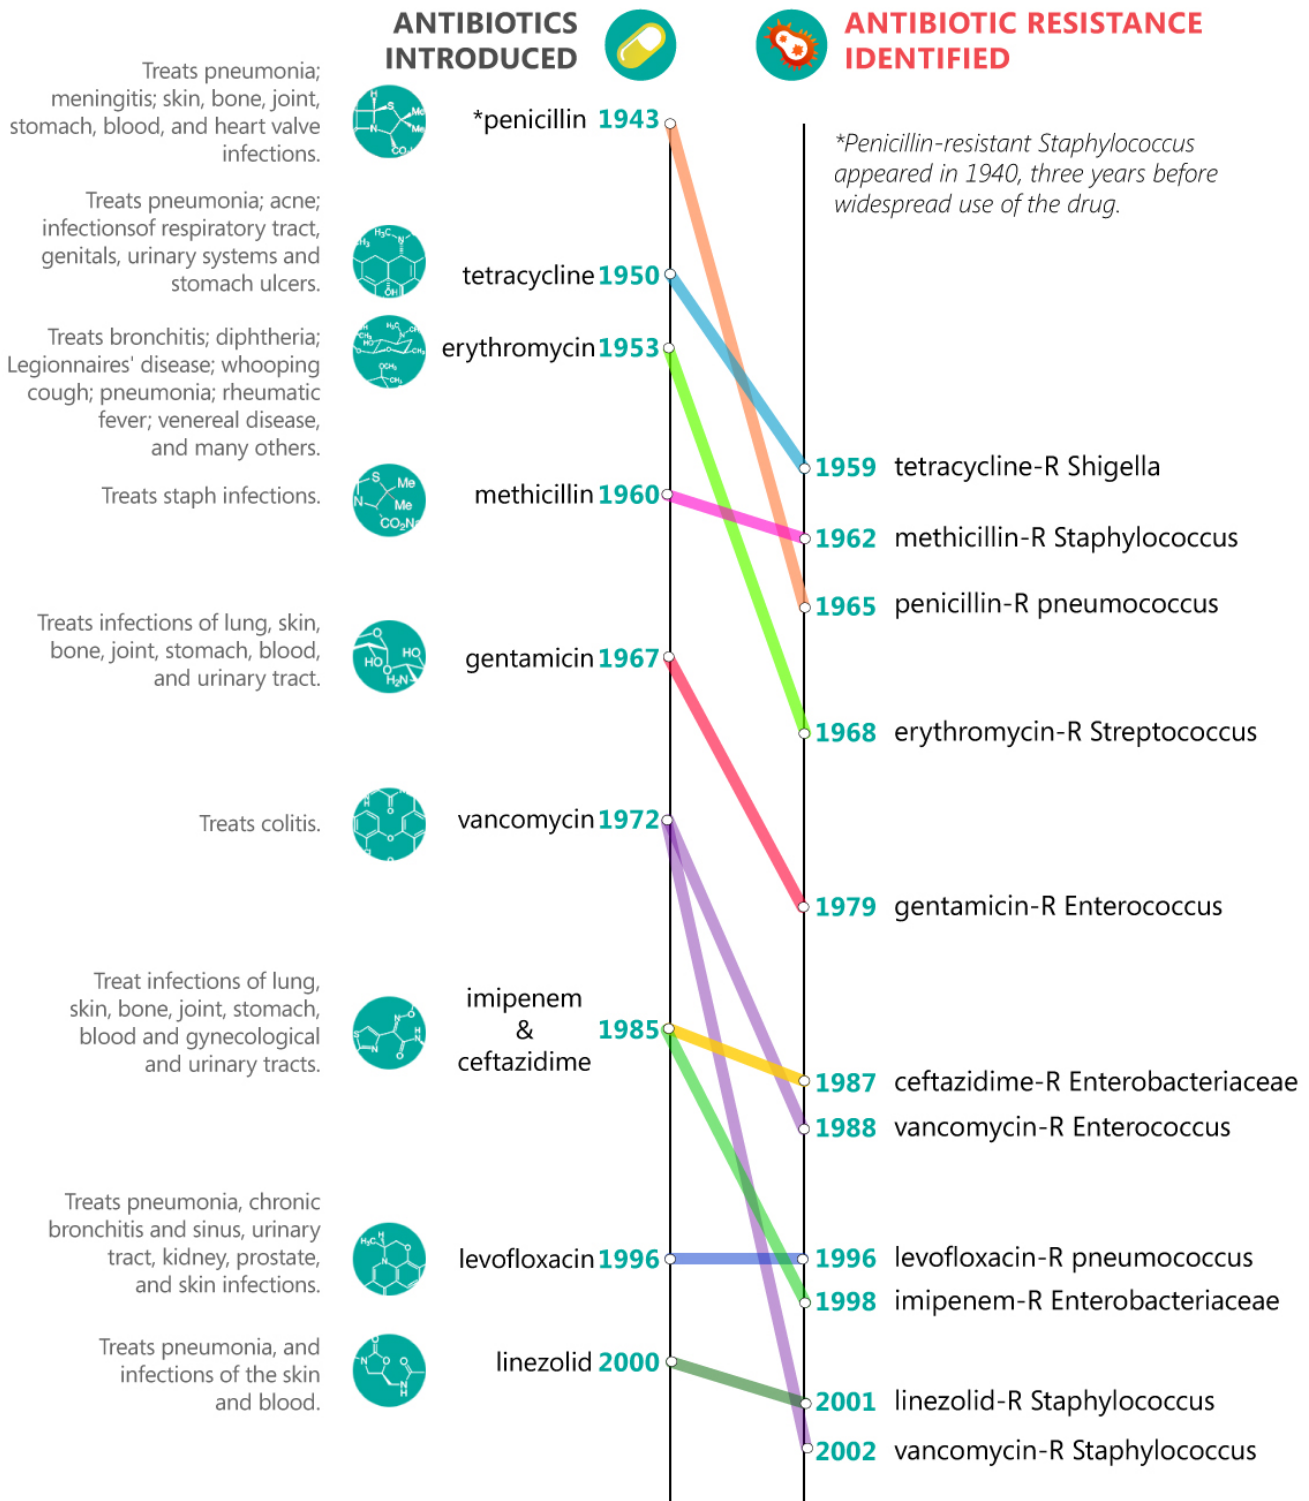 ANTIBIOTICS
INTRODUCED
ANTIBIOTIC RESISTANCE
IDENTIFIED
Treats pneumonia;
meningitis; skin, bone, joint,
stomach, blood, and heart valve
infections.
*penicillin 1943
*Penicillin-resistant Staphylococcus
appeared in 1940, three years before
widespread use of the drug.
Treats pneumonia; acne;
infectionsof respiratory tract,
genitals, urinary systems and
stomach ulcers.
tetracycline 1950
Treats bronchitis; diphtheria;
Legionnaires' disease; whooping
cough; pneumonia; rheumatic
fever; venereal disease,
and many others.
erythromycin 1953
1959 tetracycline-R Shigella
Treats staph infections.
S
Me
N
Me
methicillin 1960
1962 methicillin-R Staphylococcus
1965 penicillin-R pneumococcus
Treats infections of lung, skin,
bone, joint, stomach, blood,
and urinary tract.
O
HO
HO
O
H₂N
gentamicin 1967
1968 erythromycin-R Streptococcus
Treats colitis.
vancomycin 1972
1979 gentamicin-R Enterococcus
Treat infections of lung,
skin, bone, joint, stomach,
blood and gynecological
and urinary tracts.
imipenem
&
ceftazidime
1985
1987 ceftazidime-R Enterobacteriaceae
1988 vancomycin-R Enterococcus
Treats pneumonia, chronic
bronchitis and sinus, urinary
tract, kidney, prostate,
and skin infections.
levofloxacin 1996
1996 levofloxacin-R pneumococcus
1998 imipenem-R Enterobacteriaceae
Treats pneumonia, and
infections of the skin
and blood.
linezolid 2000
2001 linezolid-R Staphylococcus
2002 vancomycin-R Staphylococcus